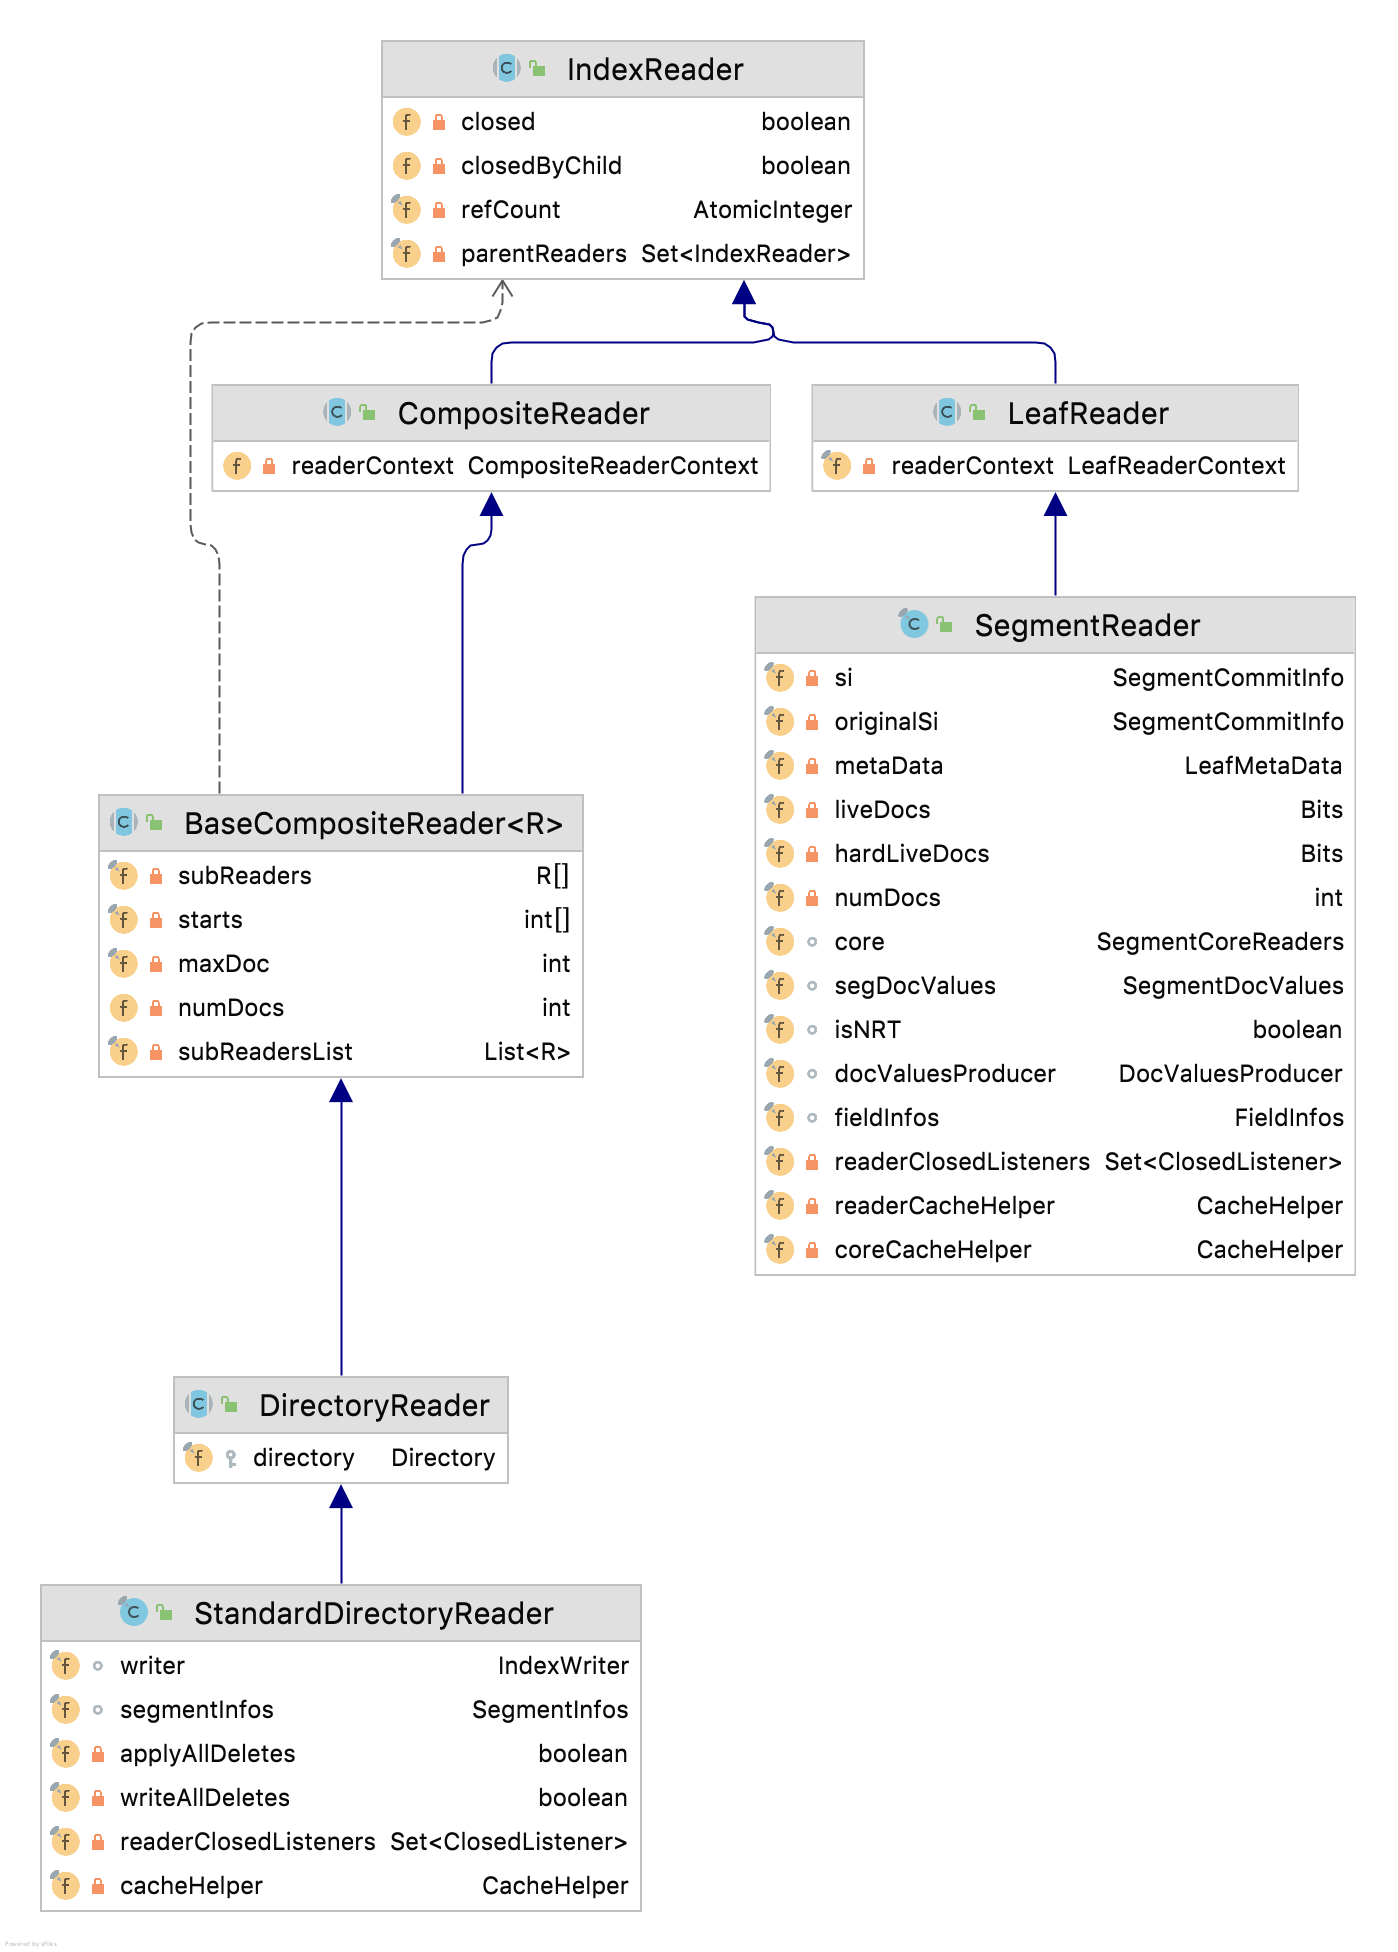 IndexReader
closed boolean
closedByChild boolean
refCount AtomicInteger
parentReaders Set<IndexReader>
CompositeReader
readerContext CompositeReaderContext
LeafReader
readerContext LeafReaderContext
SegmentReader
si SegmentCommitInfo
originalSi SegmentCommitInfo
metaData LeafMetaData
liveDocs Bits
hardLiveDocs Bits
numDocs int
core SegmentCoreReaders
segDocValues SegmentDocValues
isNRT boolean
docValuesProducer DocValuesProducer
fieldInfos FieldInfos
readerClosedListeners Set<ClosedListener>
readerCacheHelper CacheHelper
coreCacheHelper CacheHelper
BaseCompositeReader<R>
subReaders R[]
starts int[]
maxDoc int
numDocs int
subReadersList List<R>
DirectoryReader
directory Directory
StandardDirectoryReader
writer IndexWriter
segmentInfos SegmentInfos
applyAllDeletes boolean
writeAllDeletes boolean
readerClosedListeners Set<ClosedListener>
cacheHelper CacheHelper
Powered by yFiles